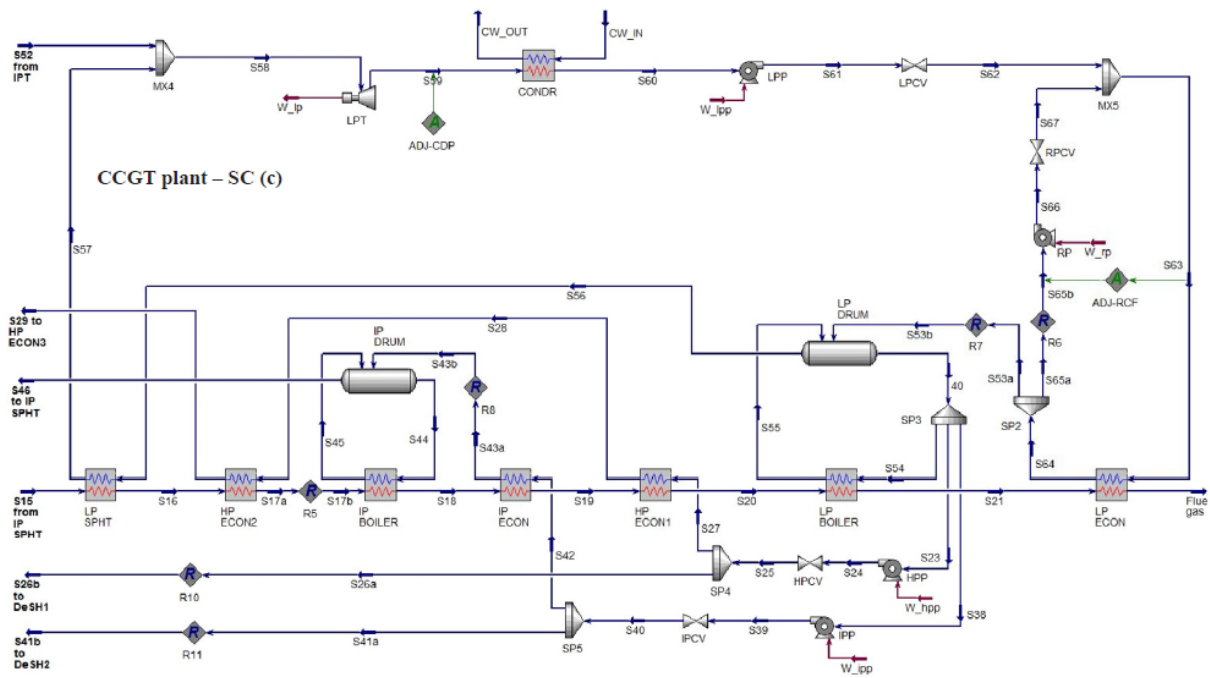 CW_OUT
CW_IN
S52
from
IPT
S58
MX4
W_lp
LPT
S59
CONDR
S60
LPP
W_lpp
S61
LPCV
S62
MX5
ADJ-CDP
S67
RPCV
CCGT plant – SC (c)
S66
RP
W_rp
S57
S63
S56
S65b
ADJ-RCF
S29 to
HP
ECON3
S28
LP
DRUM
S53b
R7
R6
IP
DRUM
S43b
S53a
S65a
S46
to IP
SPHT
R8
40
SP3
SP2
S45
S44
S43a
S55
S54
S64
S15
from
IP
SPHT
S16
S17a
S17b
S18
S19
S20
S21
Flue
gas
LP
SPHT
HP
ECON2
R5
IP
BOILER
IP
ECON
HP
ECON1
LP
BOILER
LP
ECON
S42
S27
S23
S26b
to
DeSH1
R10
S26a
SP4
S25
HPCV
S24
HPP
W_hpp
S38
S41b
to
DeSH2
R11
S41a
SP5
S40
IPCV
S39
IPP
W_ipp
A
A
R
R
R
R
R
R